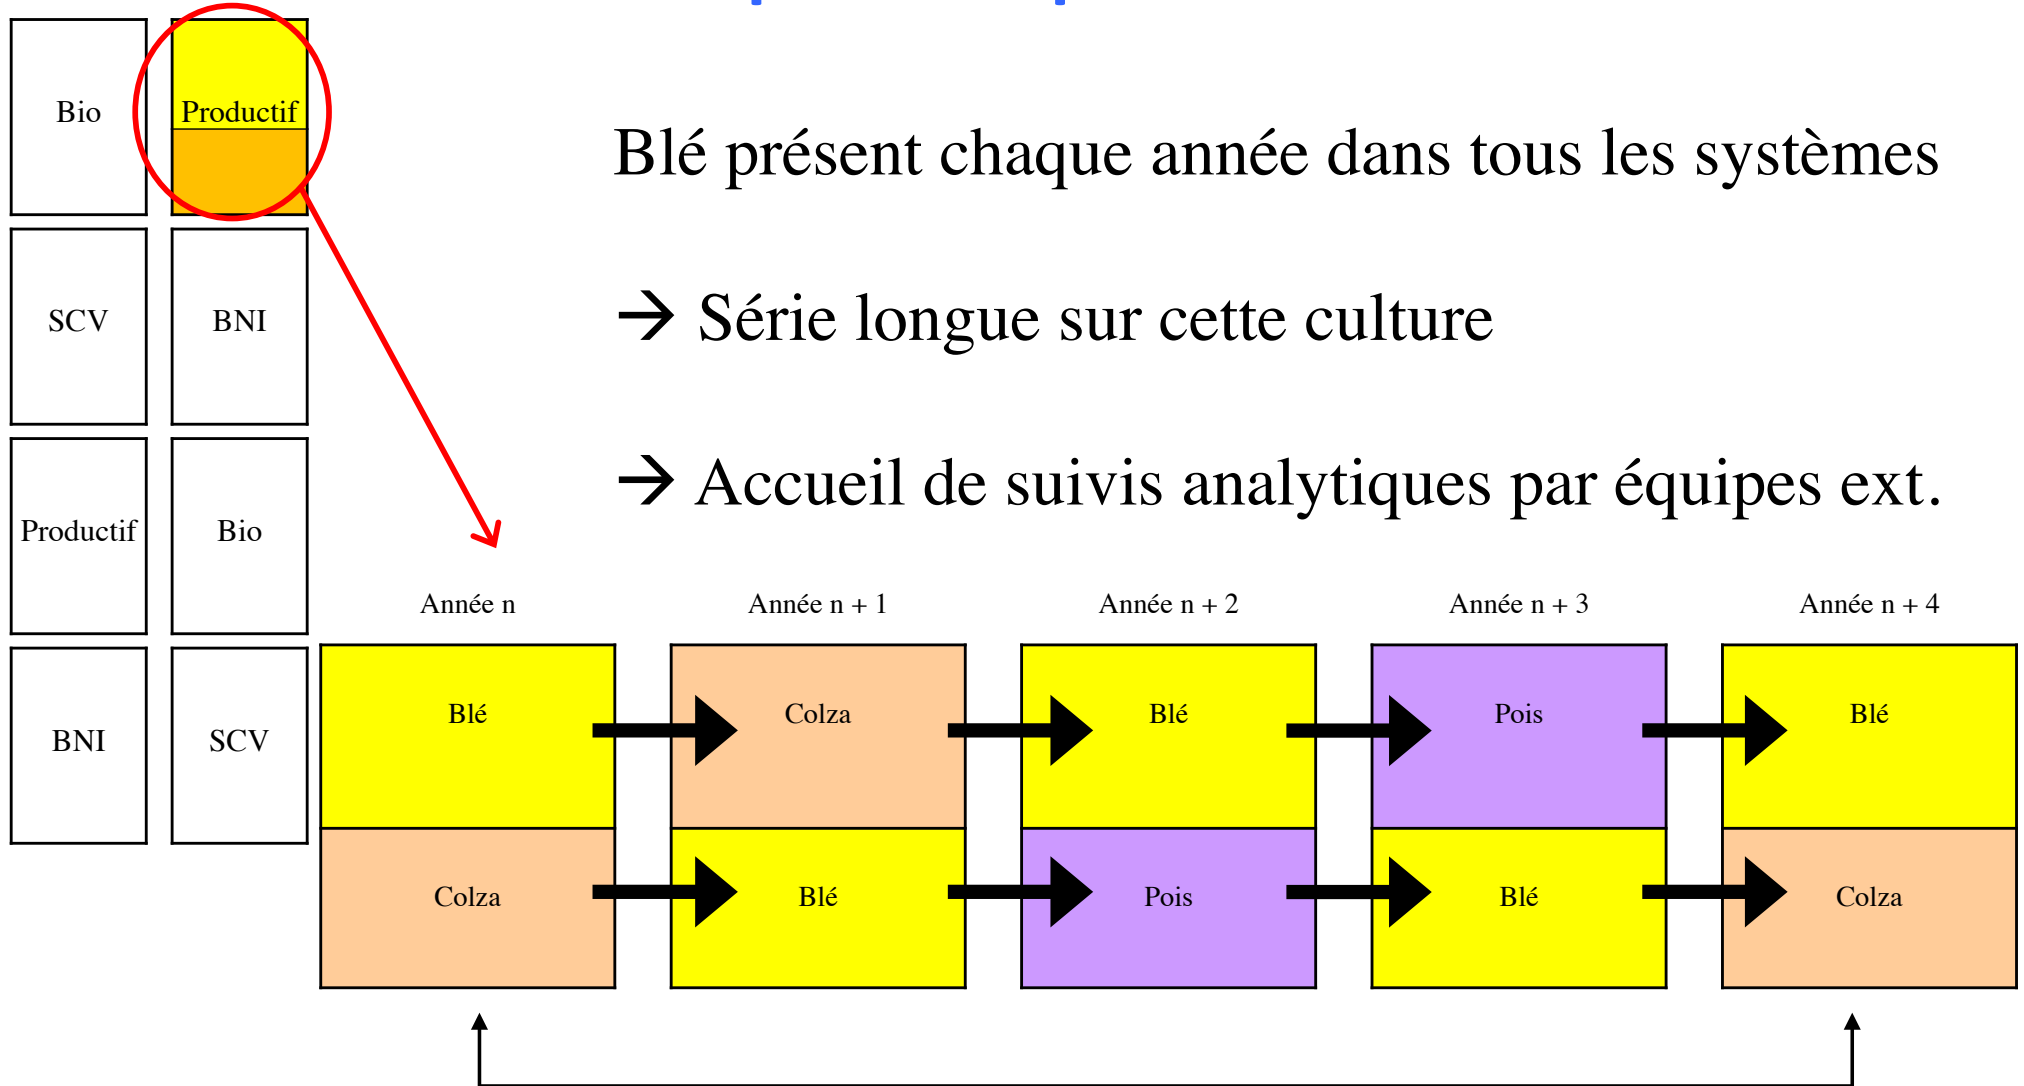 Bio
Productif
Blé présent chaque année dans tous les systèmes
SCV
BNI
→ Série longue sur cette culture
→ Accueil de suivis analytiques par équipes ext.
Productif
Bio
Année n
Année n + 1
Année n + 2
Année n + 3
Année n + 4
BNI
SCV
Blé
Colza
Blé
Pois
Blé
Colza
Blé
Pois
Blé
Colza